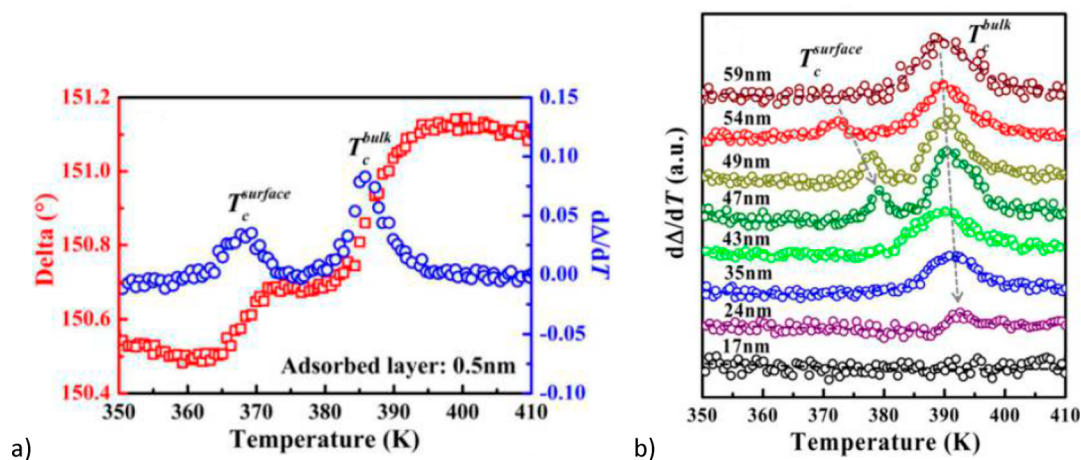 151.2
151.0
150.8
150.6
150.4
Delta (°)
0.15
0.10
0.05
0.00
-0.05
-0.10
dΔ/dT
T_c^surface
T_c^bulk
Adsorbed layer: 0.5nm
350 360 370 380 390 400 410
Temperature (K)
a)
dΔ/dT (a.u.)
T_c^surface
T_c^bulk
59nm
54nm
49nm
47nm
43nm
35nm
24nm
17nm
350 360 370 380 390 400 410
Temperature (K)
b)